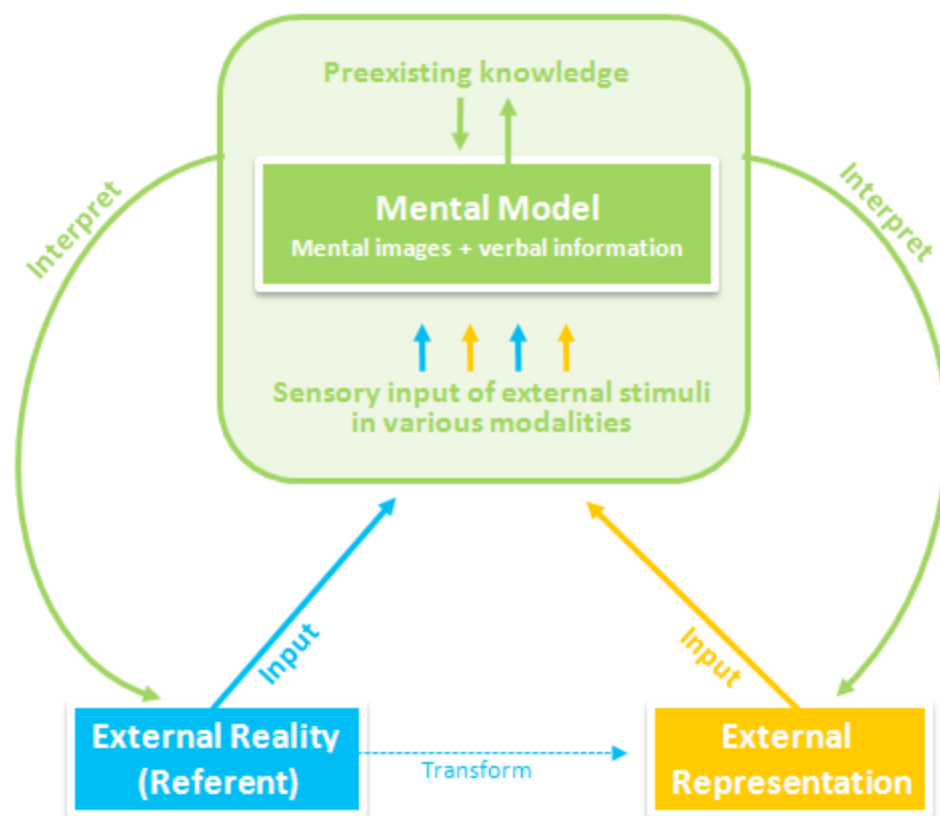 Preexisting knowledge
Mental Model
Mental images + verbal information
Interpret
Interpret
Sensory input of external stimuli
in various modalities
Input
Input
External Reality
(Referent)
Transform
External
Representation